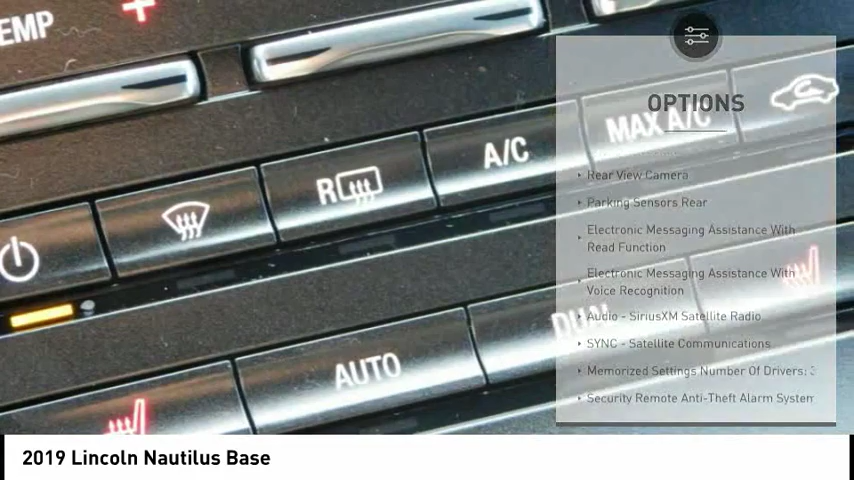 TEMP
OPTIONS
MAX A/C
A/C
R
Rear View Camera
Parking Sensors Rear
Electronic Messaging Assistance With
Read Function
Electronic Messaging Assistance With
Voice Recognition
DUAL
Audio - SiriusXM Satellite Radio
SYNC - Satellite Communications
AUTO
Memorized Settings Number Of Drivers: 3
Security Remote Anti-Theft Alarm System
2019 Lincoln Nautilus Base